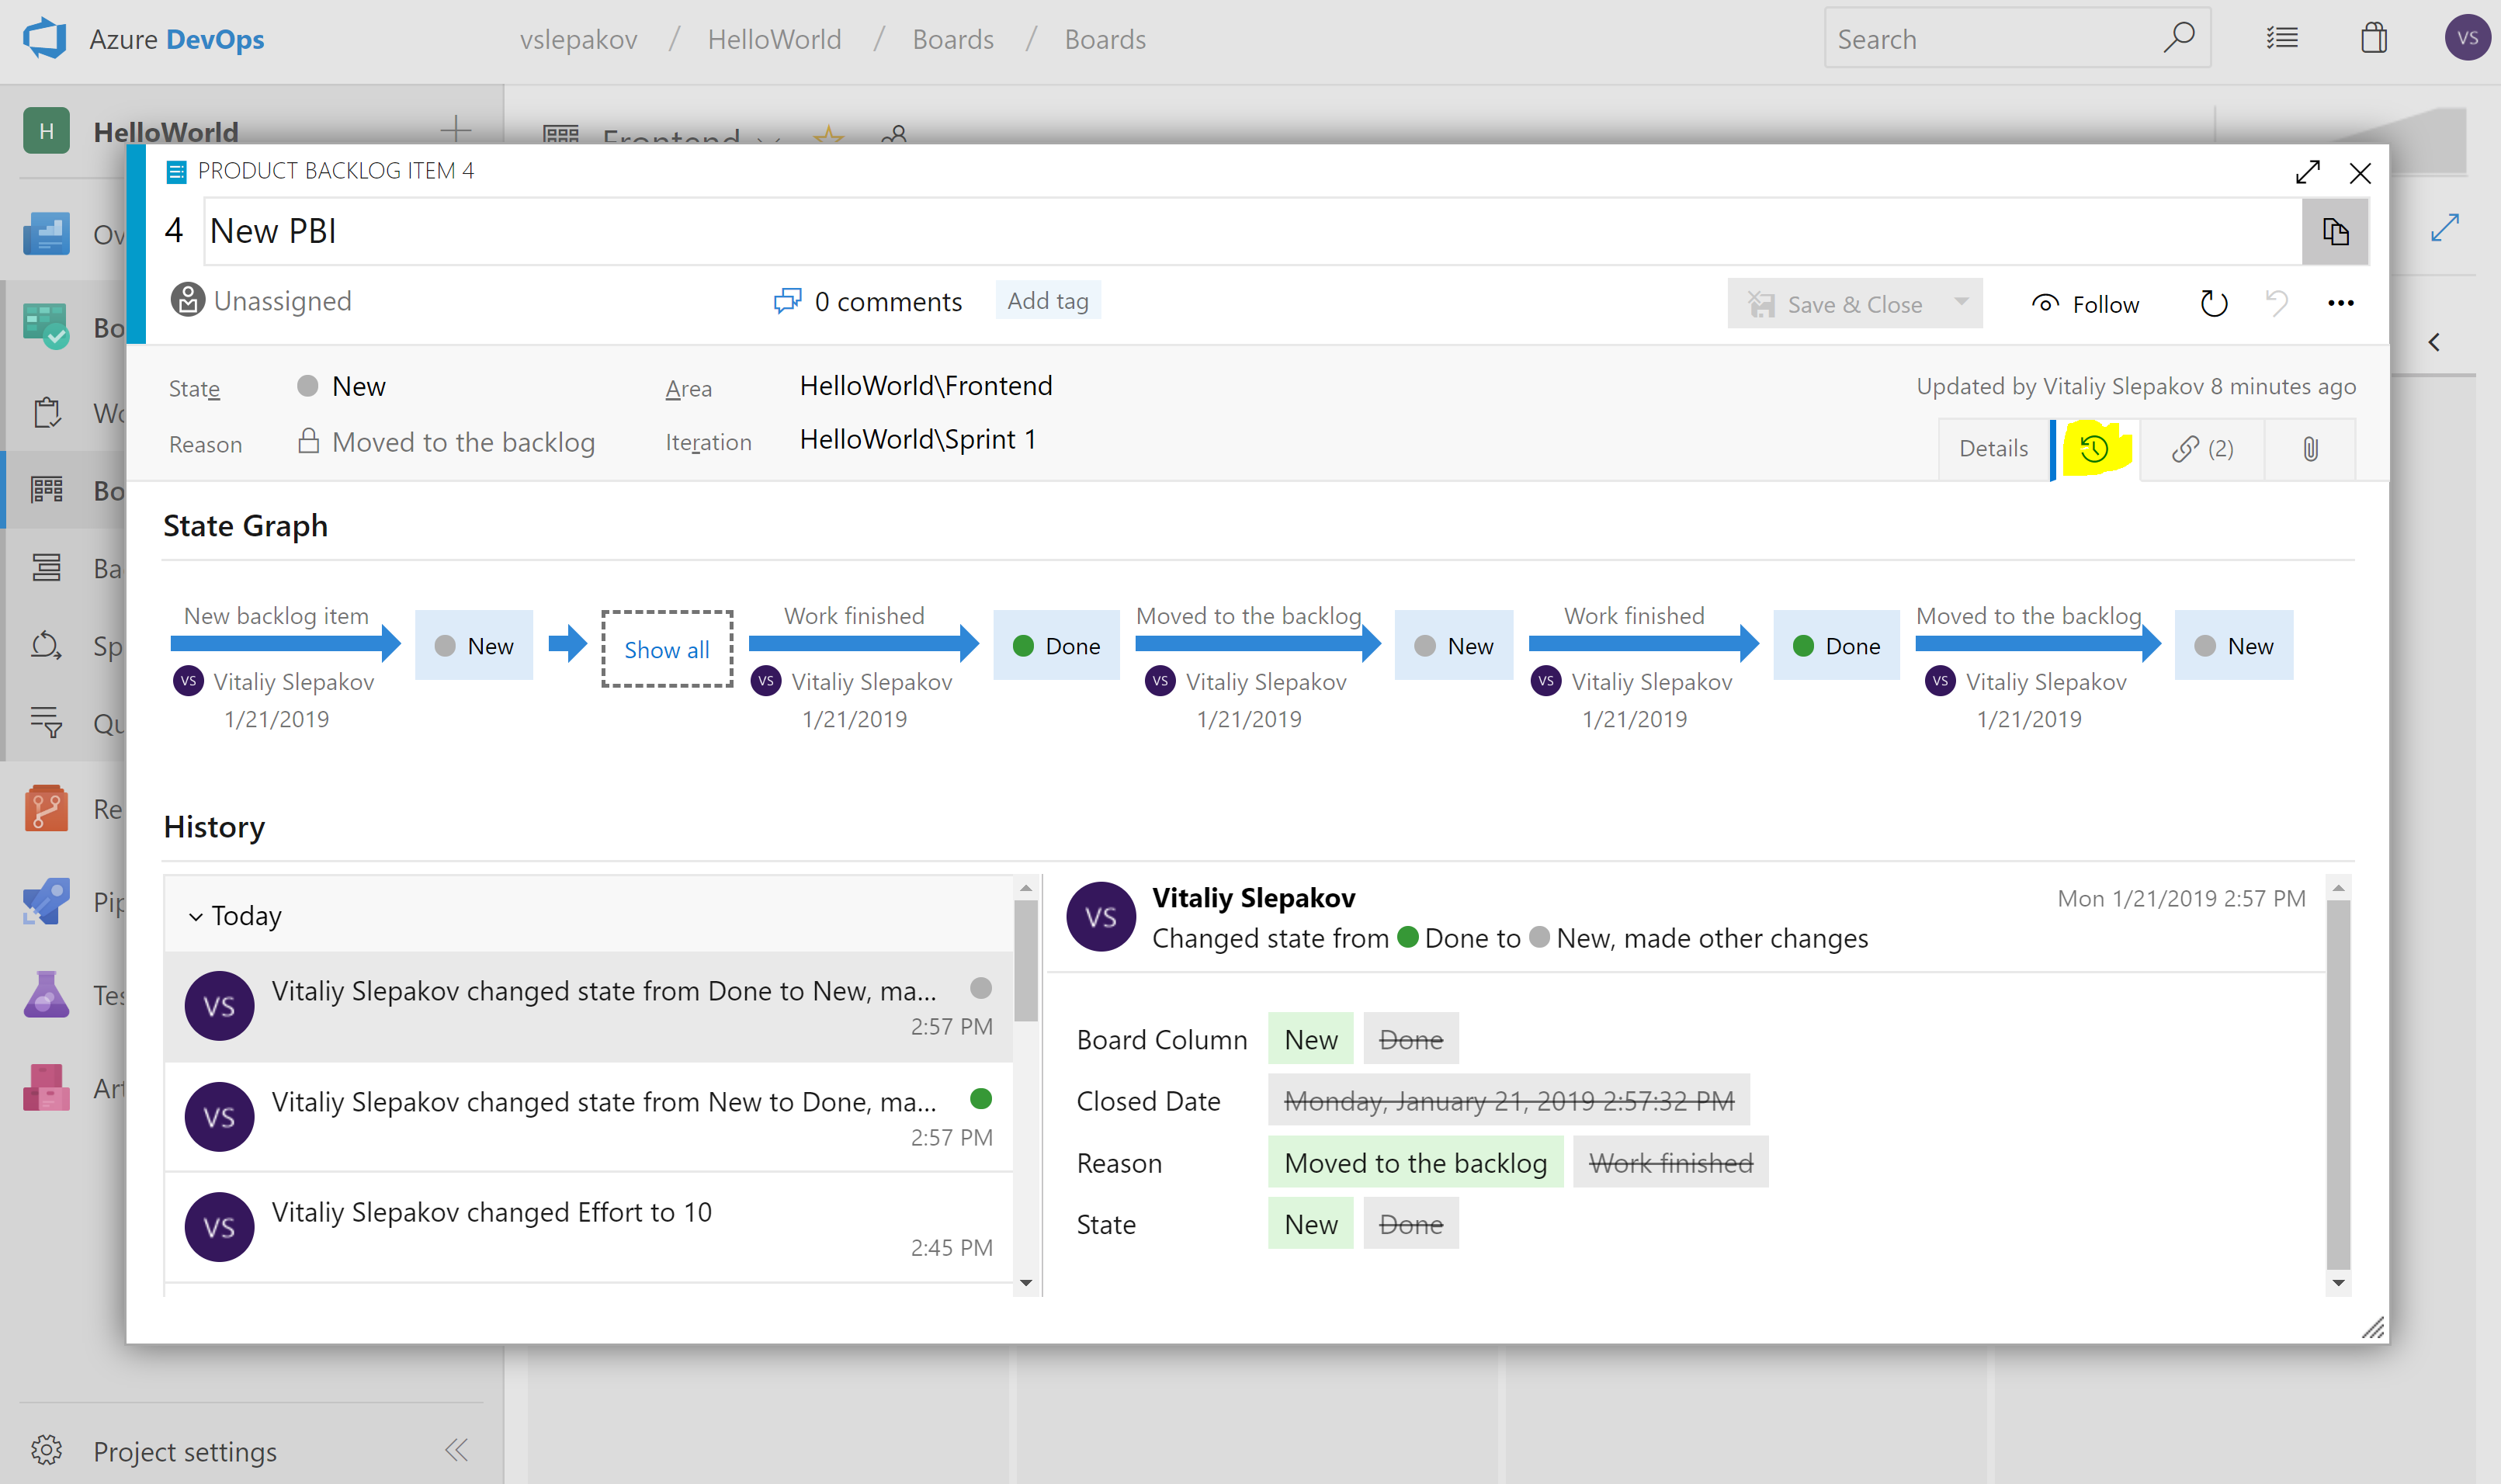 Azure DevOps
vslepakov / HelloWorld / Boards / Boards
Search
VS
H HelloWorld
Frontend
PRODUCT BACKLOG ITEM 4
4 New PBI
Unassigned
0 comments
Add tag
Save & Close
Follow
State New
Area HelloWorld\Frontend
Updated by Vitaliy Slepakov 8 minutes ago
Reason Moved to the backlog
Iteration HelloWorld\Sprint 1
Details
(2)
State Graph
New backlog item
VS Vitaliy Slepakov
1/21/2019
New
Show all
Work finished
VS Vitaliy Slepakov
1/21/2019
Done
Moved to the backlog
VS Vitaliy Slepakov
1/21/2019
New
Work finished
VS Vitaliy Slepakov
1/21/2019
Done
Moved to the backlog
VS Vitaliy Slepakov
1/21/2019
New
History
Today
VS Vitaliy Slepakov changed state from Done to New, ma...
2:57 PM
VS Vitaliy Slepakov changed state from New to Done, ma...
2:57 PM
VS Vitaliy Slepakov changed Effort to 10
2:45 PM
VS Vitaliy Slepakov
Mon 1/21/2019 2:57 PM
Changed state from Done to New, made other changes
Board Column New Done
Closed Date Monday, January 21, 2019 2:57:32 PM
Reason Moved to the backlog Work finished
State New Done
Ov
Bo
Wo
Bo
Ba
Sp
Qu
Re
Pip
Tes
Art
Project settings